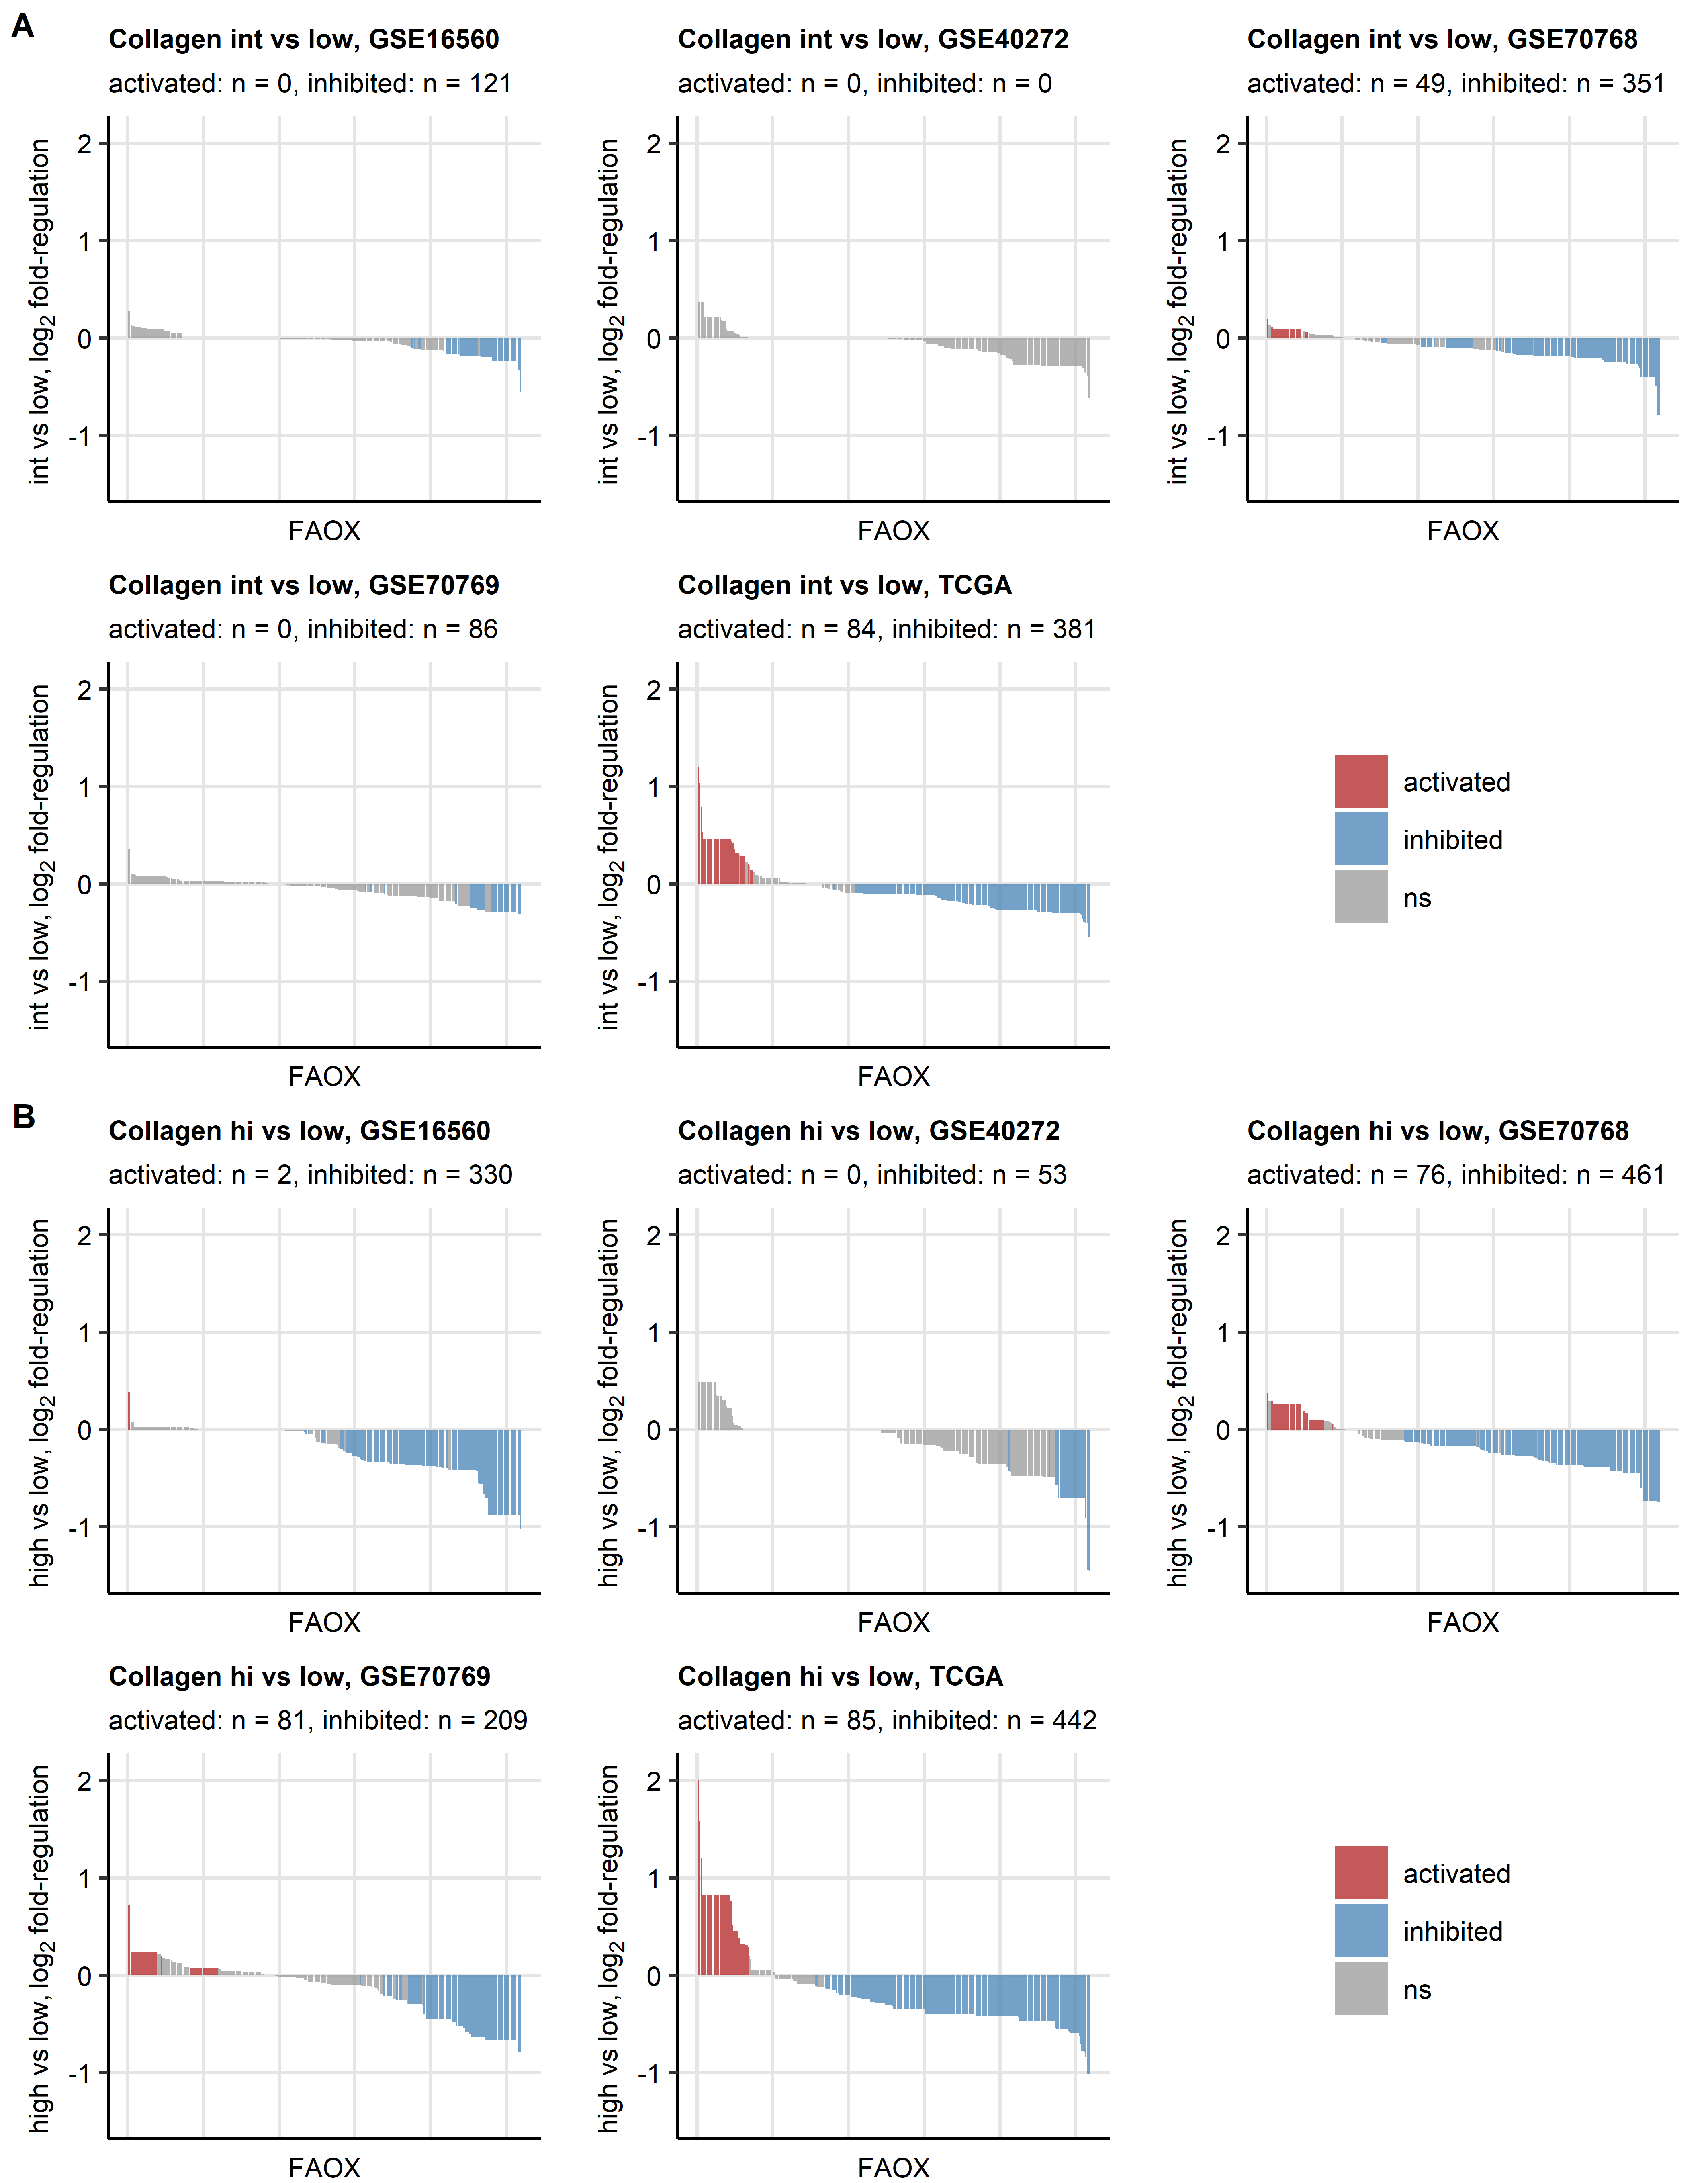 A
Collagen int vs low, GSE16560
activated: n = 0, inhibited: n = 121
int vs low, log2 fold-regulation
2
1
0
-1
FAOX
Collagen int vs low, GSE40272
activated: n = 0, inhibited: n = 0
int vs low, log2 fold-regulation
2
1
0
-1
FAOX
Collagen int vs low, GSE70768
activated: n = 49, inhibited: n = 351
int vs low, log2 fold-regulation
2
1
0
-1
FAOX
Collagen int vs low, GSE70769
activated: n = 0, inhibited: n = 86
int vs low, log2 fold-regulation
2
1
0
-1
FAOX
Collagen int vs low, TCGA
activated: n = 84, inhibited: n = 381
int vs low, log2 fold-regulation
2
1
0
-1
FAOX
activated
inhibited
ns
B
Collagen hi vs low, GSE16560
activated: n = 2, inhibited: n = 330
high vs low, log2 fold-regulation
2
1
0
-1
FAOX
Collagen hi vs low, GSE40272
activated: n = 0, inhibited: n = 53
high vs low, log2 fold-regulation
2
1
0
-1
FAOX
Collagen hi vs low, GSE70768
activated: n = 76, inhibited: n = 461
high vs low, log2 fold-regulation
2
1
0
-1
FAOX
Collagen hi vs low, GSE70769
activated: n = 81, inhibited: n = 209
high vs low, log2 fold-regulation
2
1
0
-1
FAOX
Collagen hi vs low, TCGA
activated: n = 85, inhibited: n = 442
high vs low, log2 fold-regulation
2
1
0
-1
FAOX
activated
inhibited
ns